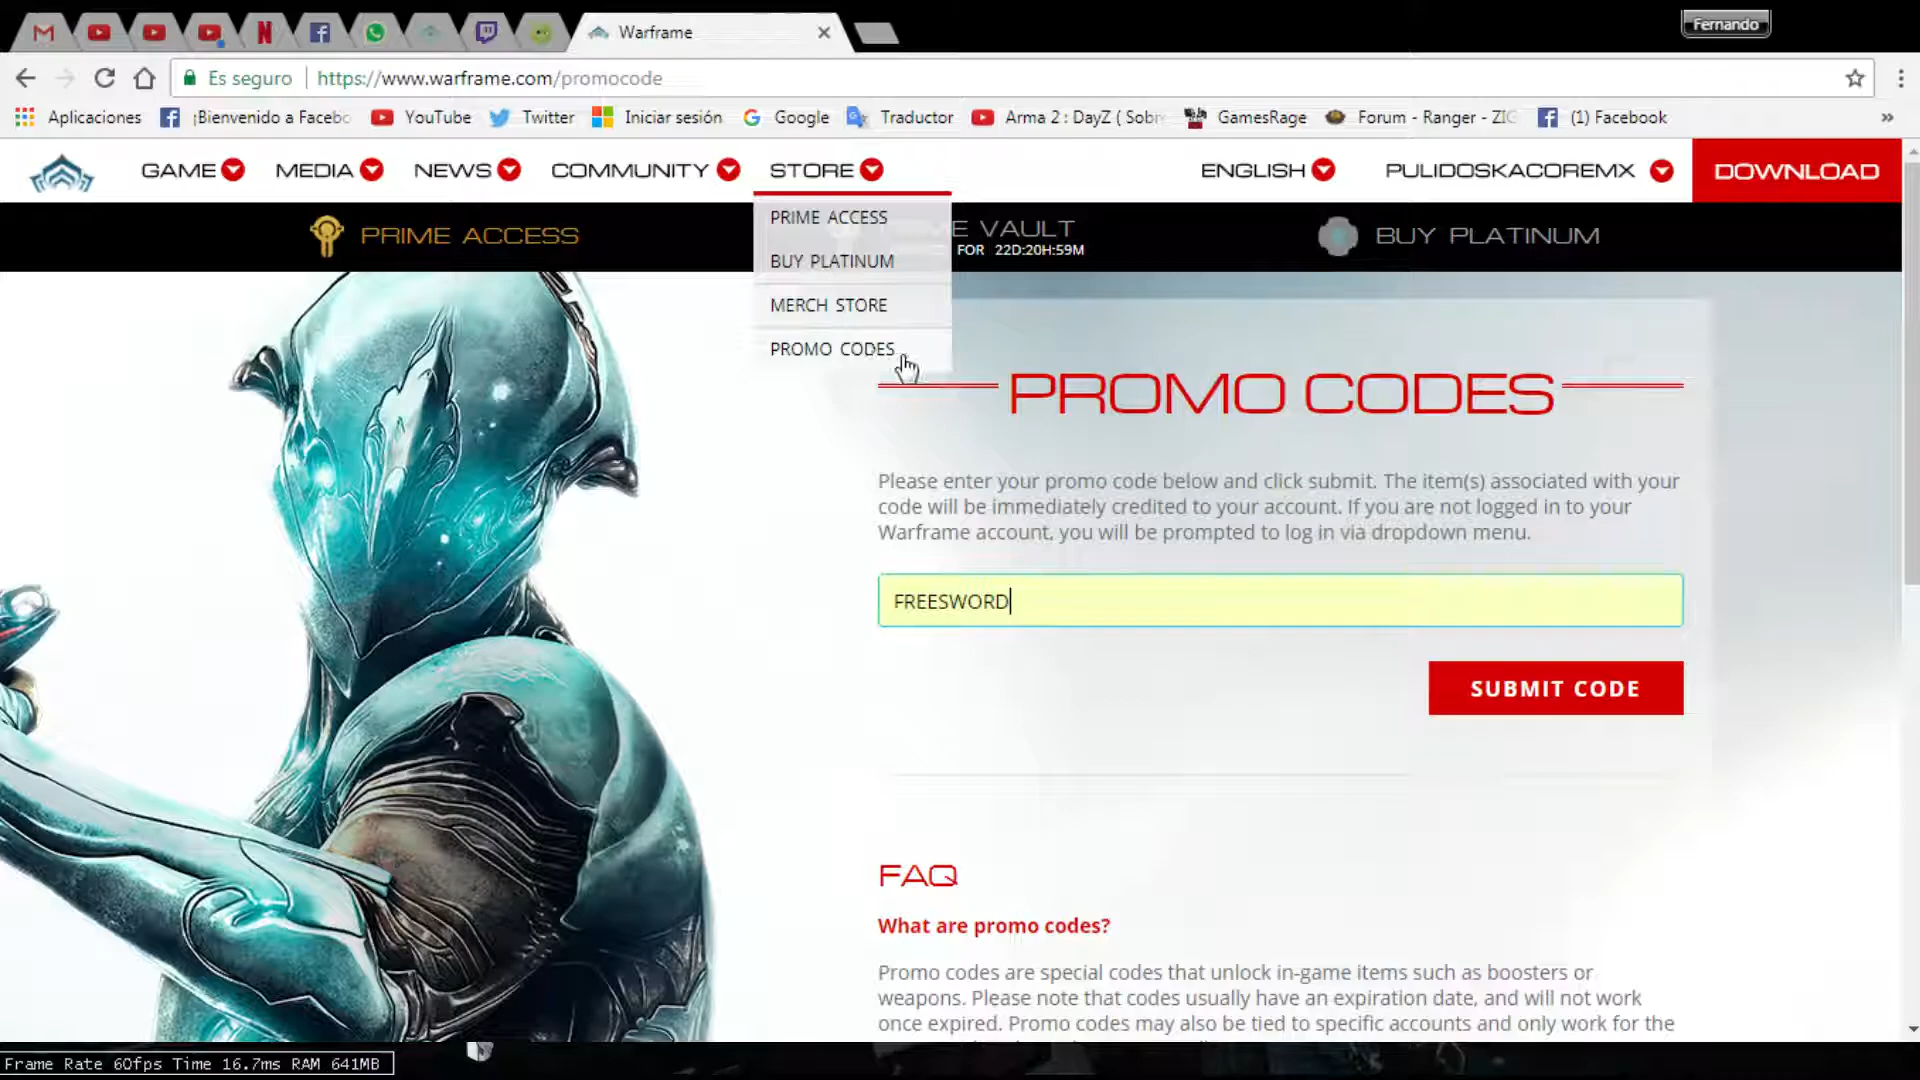 Warframe
Fernando
Es seguro
https://www.warframe.com/promocode
Aplicaciones
¡Bienvenido a Facebo
YouTube
Twitter
Iniciar sesión
Google
Traductor
Arma 2 : DayZ ( Sobr
GamesRage
Forum - Ranger - ZIC
(1) Facebook
»
GAME
MEDIA
NEWS
COMMUNITY
STORE
ENGLISH
PULIDOSKACOREMX
DOWNLOAD
PRIME ACCESS
BUY PLATINUM
MERCH STORE
PROMO CODES
PRIME ACCESS
E VAULT
FOR 22D:20H:59M
BUY PLATINUM
PROMO CODES
Please enter your promo code below and click submit. The item(s) associated with your
code will be immediately credited to your account. If you are not logged in to your
Warframe account, you will be prompted to log in via dropdown menu.
FREESWORD
SUBMIT CODE
FAQ
What are promo codes?
Promo codes are special codes that unlock in-game items such as boosters or
weapons. Please note that codes usually have an expiration date, and will not work
once expired. Promo codes may also be tied to specific accounts and only work for the
Frame Rate 60fps Time 16.7ms RAM 641MB